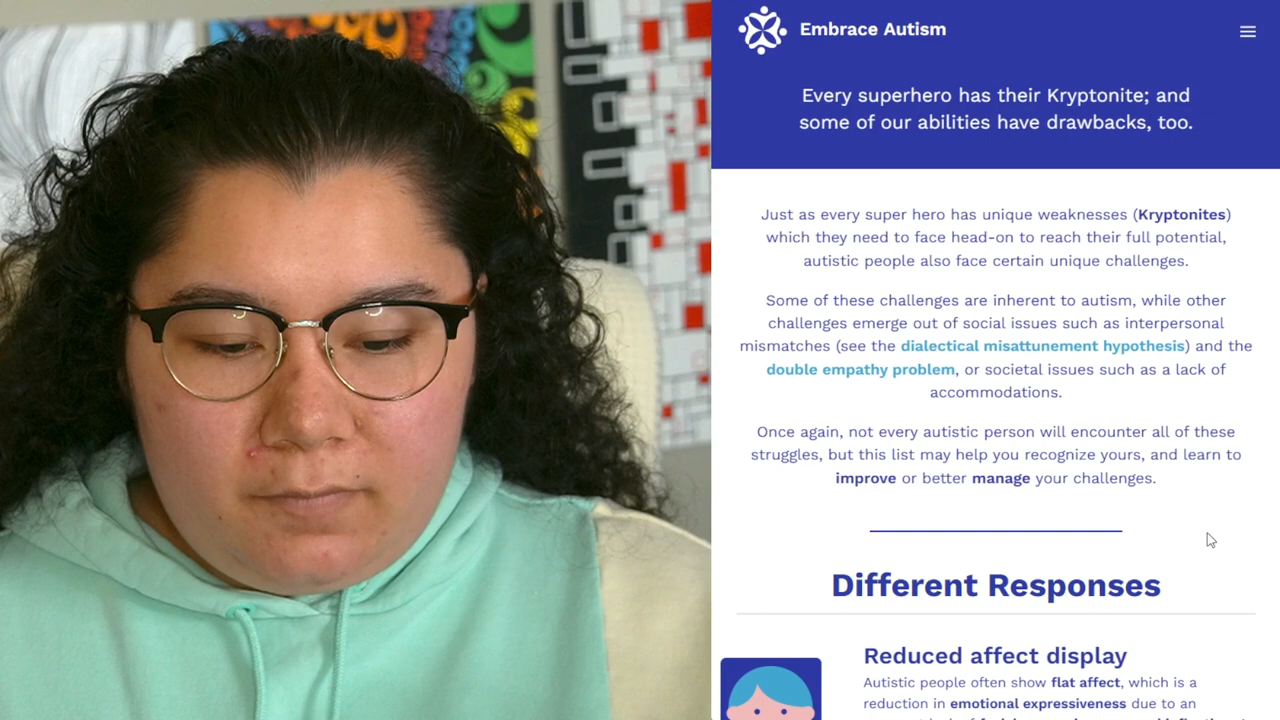 Embrace Autism
Every superhero has their Kryptonite; and
some of our abilities have drawbacks, too.
Just as every super hero has unique weaknesses (Kryptonites)
which they need to face head-on to reach their full potential,
autistic people also face certain unique challenges.
Some of these challenges are inherent to autism, while other
challenges emerge out of social issues such as interpersonal
mismatches (see the dialectical misattunement hypothesis) and the
double empathy problem, or societal issues such as a lack of
accommodations.
Once again, not every autistic person will encounter all of these
struggles, but this list may help you recognize yours, and learn to
improve or better manage your challenges.
Different Responses
Reduced affect display
Autistic people often show flat affect, which is a
reduction in emotional expressiveness due to an